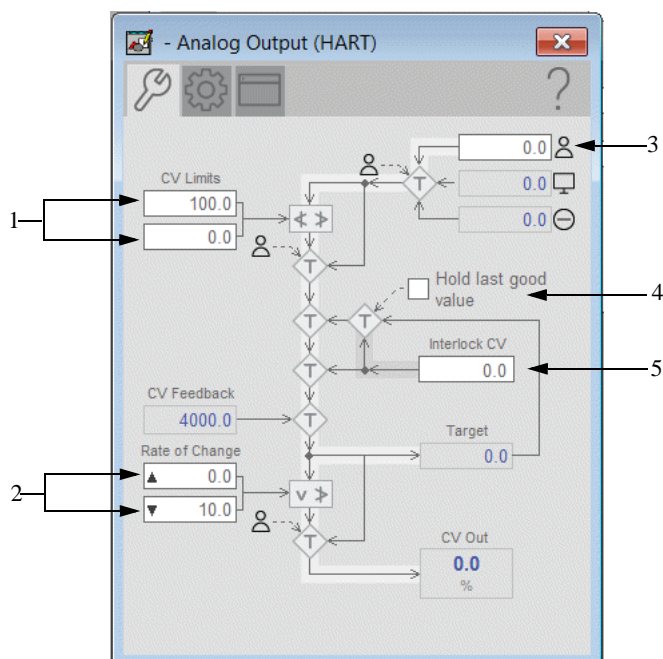 - Analog Output (HART)
?
0.0
3
CV Limits
100.0
T
0.0
1
0.0
0.0
T
Hold last good
value
4
T
T
Interlock CV
T
0.0
5
CV Feedback
4000.0
T
Rate of Change
Target
0.0
0.0
2
10.0
V
T
CV Out
0.0
%